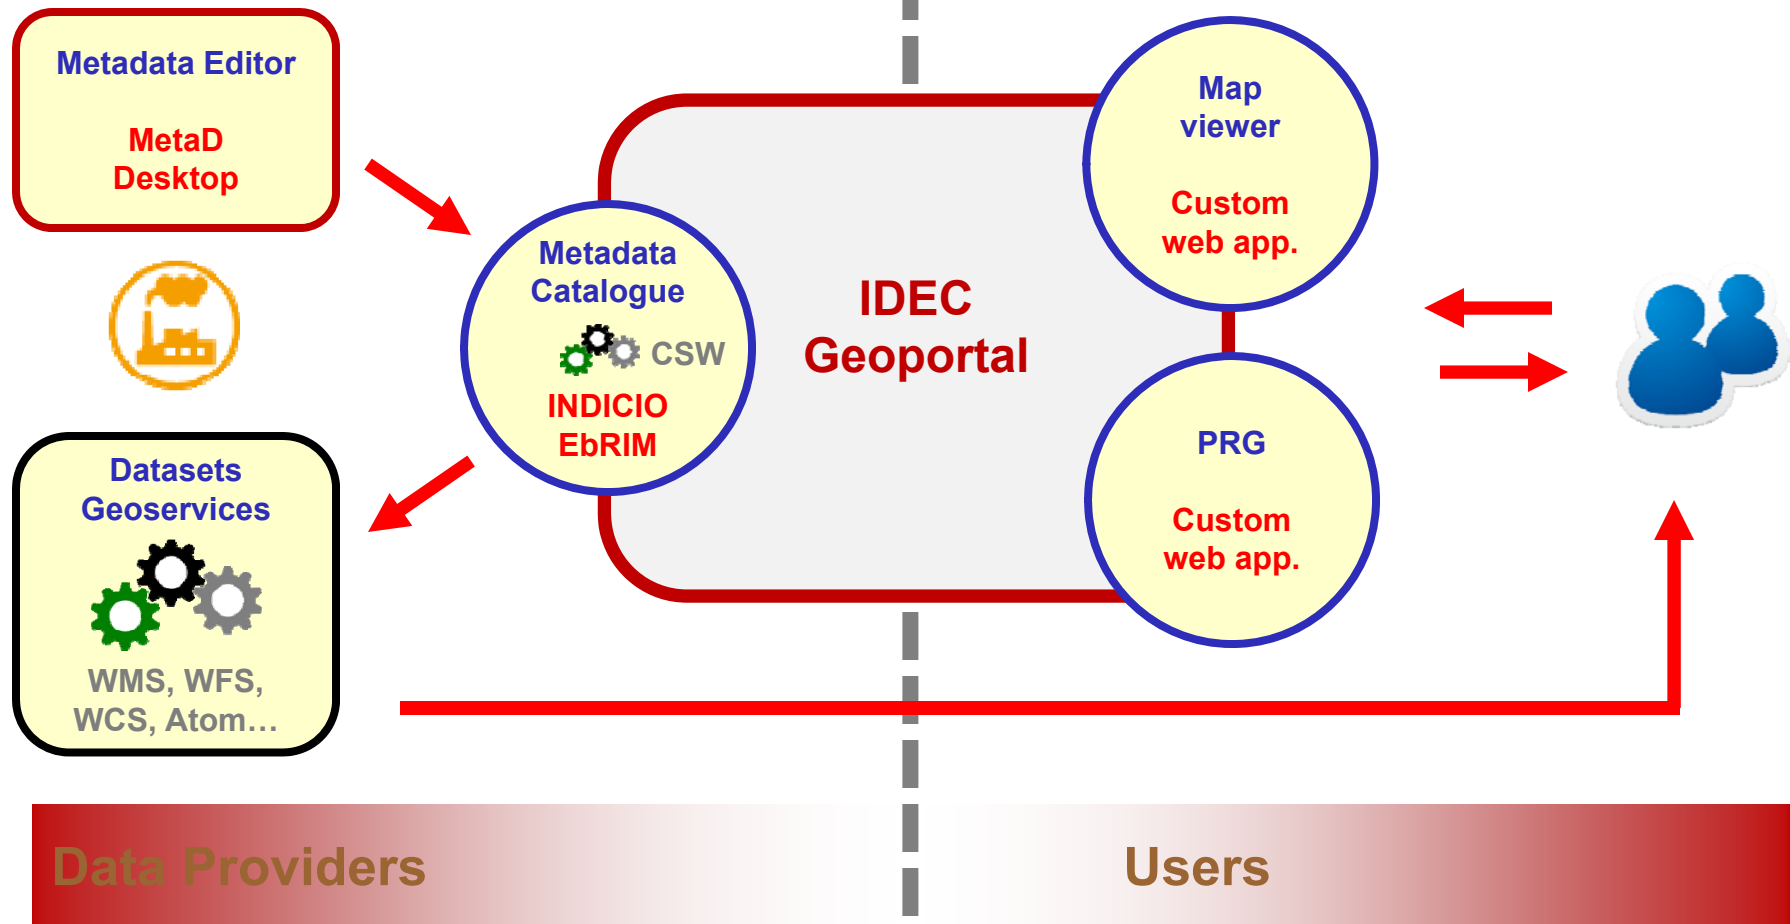 Metadata Editor
MetaD
Desktop
Datasets
Geoservices
WMS, WFS,
WCS, Atom...
Metadata
Catalogue
CSW
INDICIO
EbRIM
IDEC
Geoportal
Map
viewer
Custom
web app.
PRG
Custom
web app.
Data Providers
Users